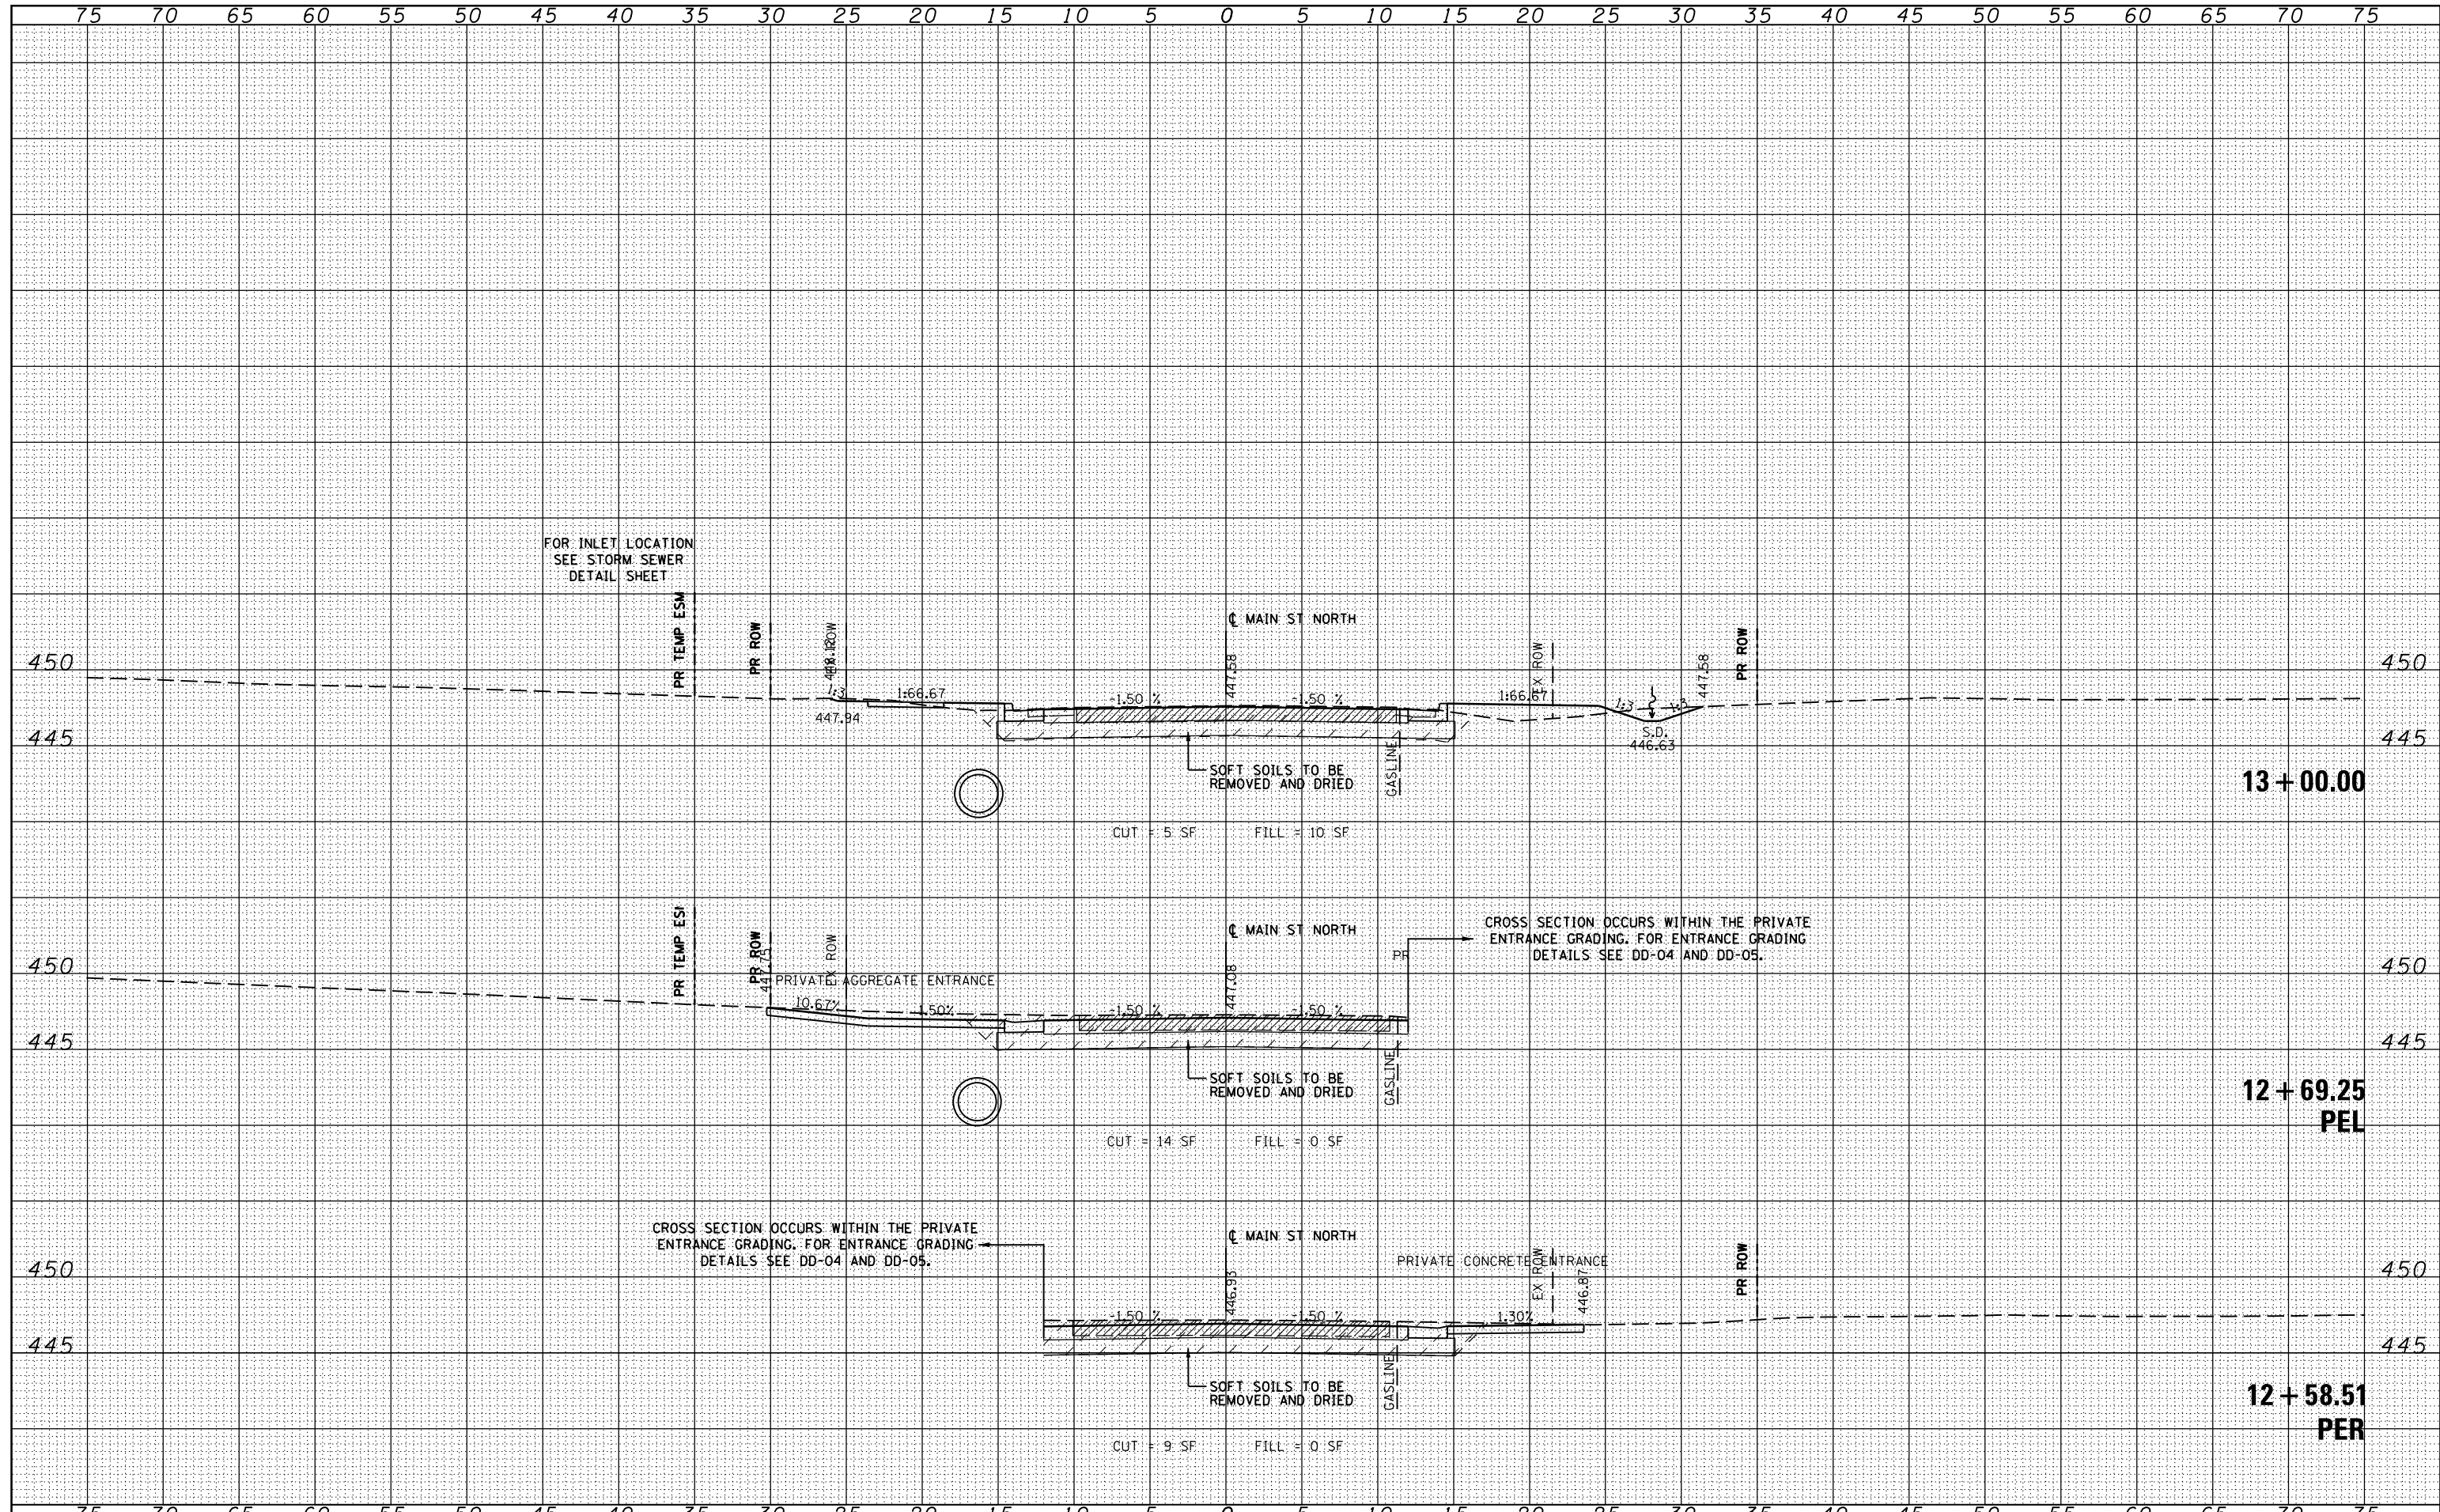 75 70 65 60 55 50 45 40 35 30 25 20 15 10 5 0 5 10 15 20 25 30 35 40 45 50 55 60 65 70 75
FOR INLET LOCATION
SEE STORM SEWER
DETAIL SHEET
PR TEMP ESM
PR ROW
448.12
EX ROW
℄ MAIN ST NORTH
447.58
EX ROW
447.58
PR ROW
450
450
1:3
1:66.67
-1.50 %
-1.50 %
1:66.67
1:3
1:3
447.94
S.D.
446.63
445
445
GASLINE
SOFT SOILS TO BE
REMOVED AND DRIED
13+00.00
CUT = 5 SF FILL = 10 SF
PR TEMP ESM
PR ROW
447.75
EX ROW
℄ MAIN ST NORTH
447.08
PR
CROSS SECTION OCCURS WITHIN THE PRIVATE
ENTRANCE GRADING. FOR ENTRANCE GRADING
DETAILS SEE DD-04 AND DD-05.
450
450
PRIVATE AGGREGATE ENTRANCE
10.67%
1.50%
-1.50 %
-1.50 %
445
445
GASLINE
SOFT SOILS TO BE
REMOVED AND DRIED
12+69.25
PEL
CUT = 14 SF FILL = 0 SF
CROSS SECTION OCCURS WITHIN THE PRIVATE
ENTRANCE GRADING. FOR ENTRANCE GRADING
DETAILS SEE DD-04 AND DD-05.
℄ MAIN ST NORTH
446.93
PRIVATE CONCRETE ENTRANCE
EX ROW
446.87
PR ROW
450
450
-1.50 %
-1.50 %
1.30%
445
445
GASLINE
SOFT SOILS TO BE
REMOVED AND DRIED
12+58.51
PER
CUT = 9 SF FILL = 0 SF
75 70 65 60 55 50 45 40 35 30 25 20 15 10 5 0 5 10 15 20 25 30 35 40 45 50 55 60 65 70 75